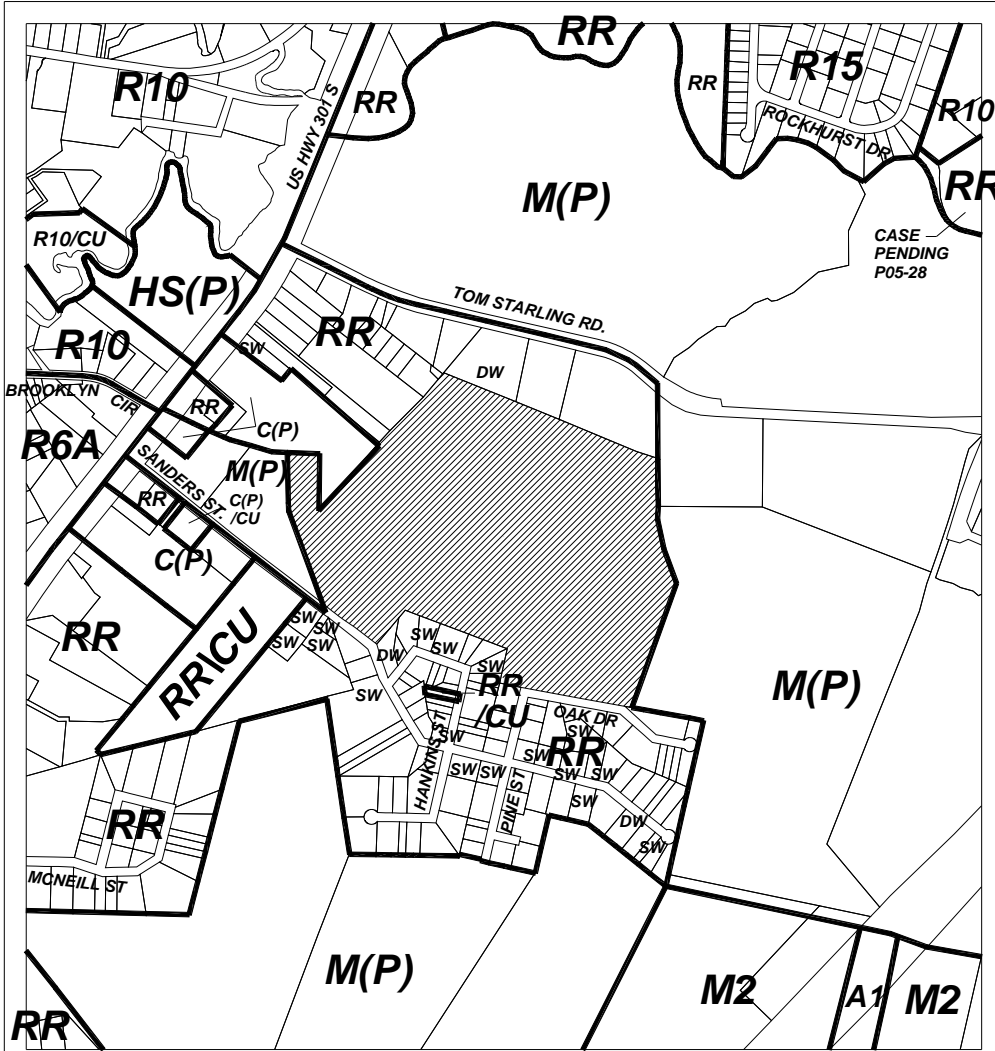 RR
R15
R10
RR
RR
R10
ROCKHURST DR
US HWY 301 S
M(P)
RR
R10/CU
CASE
PENDING
P05-28
HS(P)
TOM STARLING RD.
RR
SW
R10
DW
BROOKLYN CIR
RR
C(P)
R6A
SANDERS ST.
M(P)
RR
C(P)
/CU
C(P)
RR\CU
RR
SW
SW
SW
SW
SW
SW
DW
SW
SW
RR
/CU
M(P)
OAK DR
SW
HANKINS ST
SW
SW
RR
SW
SW
SW
SW
PINE ST
SW
DW
SW
RR
MCNEILL ST
M(P)
M2
A1
M2
RR